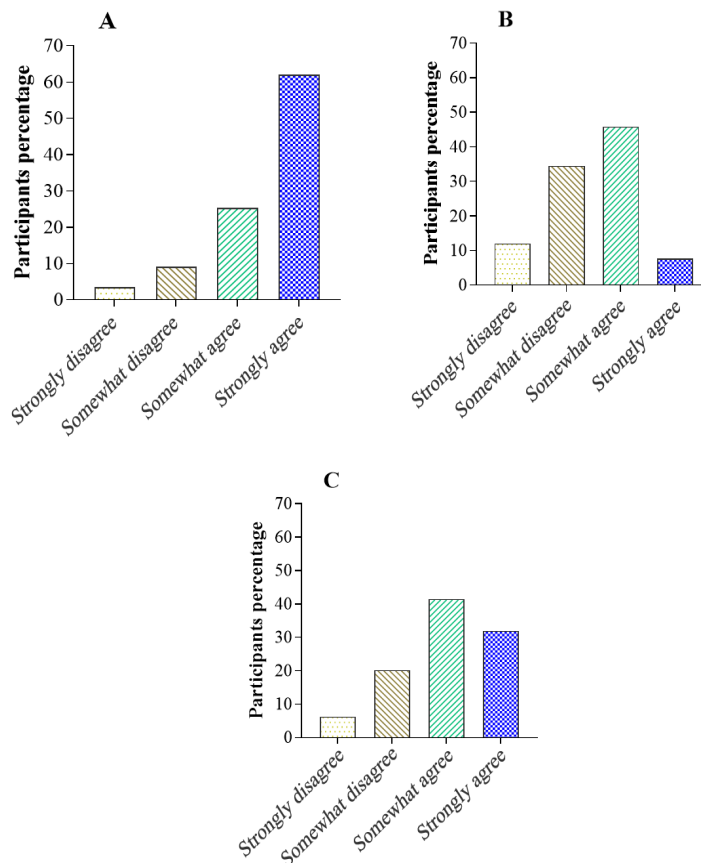 A
Participants percentage
70
60
50
40
30
20
10
0
Strongly disagree
Somewhat disagree
Somewhat agree
Strongly agree
B
Participants percentage
70
60
50
40
30
20
10
0
Strongly disagree
Somewhat disagree
Somewhat agree
Strongly agree
C
Participants percentage
70
60
50
40
30
20
10
0
Strongly disagree
Somewhat disagree
Somewhat agree
Strongly agree